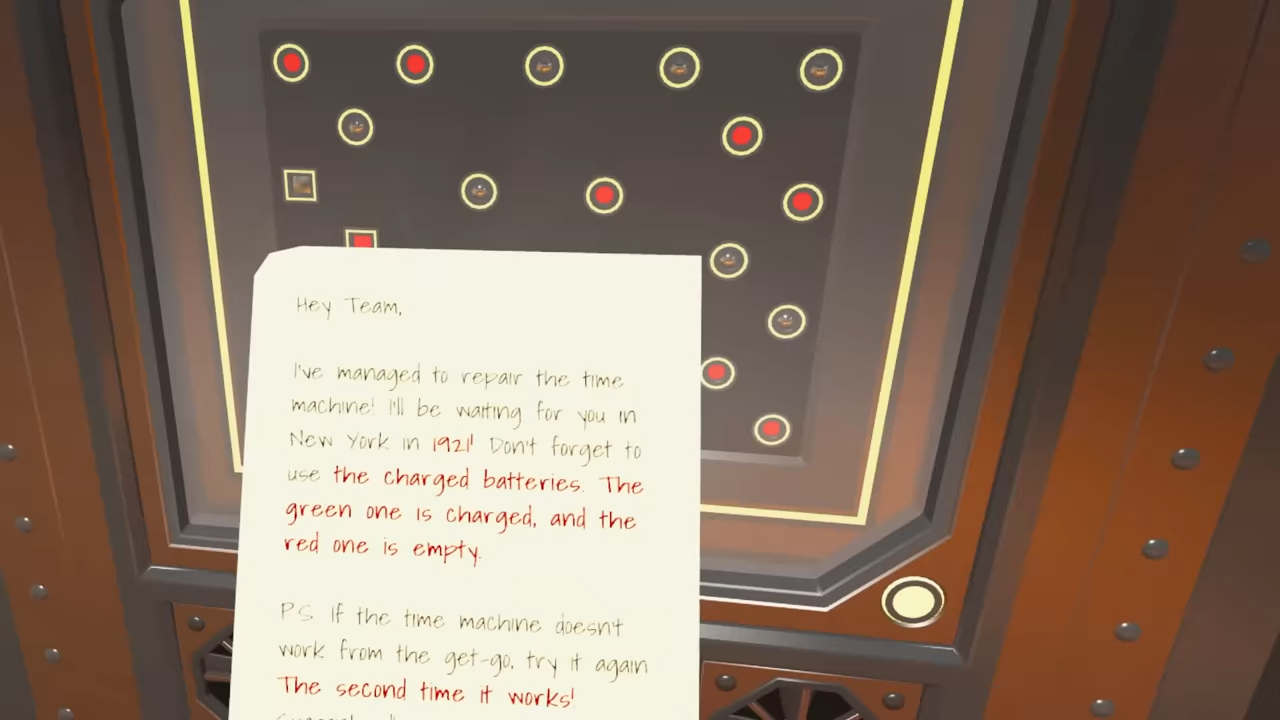 Hey Team,
I've managed to repair the time
machine! I'll be waiting for you in
New York in 1921! Don't forget to
use the charged batteries. The
green one is charged, and the
red one is empty.
P.S. If the time machine doesn't
work from the get-go, try it again
The second time it works!